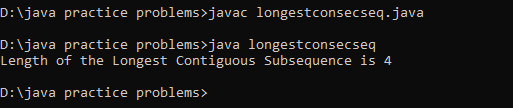 D:\java practice problems>javac longestconsecseq.java
D:\java practice problems>java longestconsecseq
Length of the Longest Contiguous Subsequence is 4
D:\java practice problems>